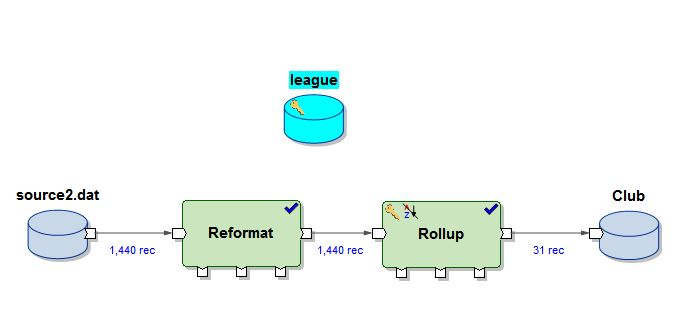 league
source2.dat
Reformat
Rollup
Club
1,440 rec
1,440 rec
31 rec